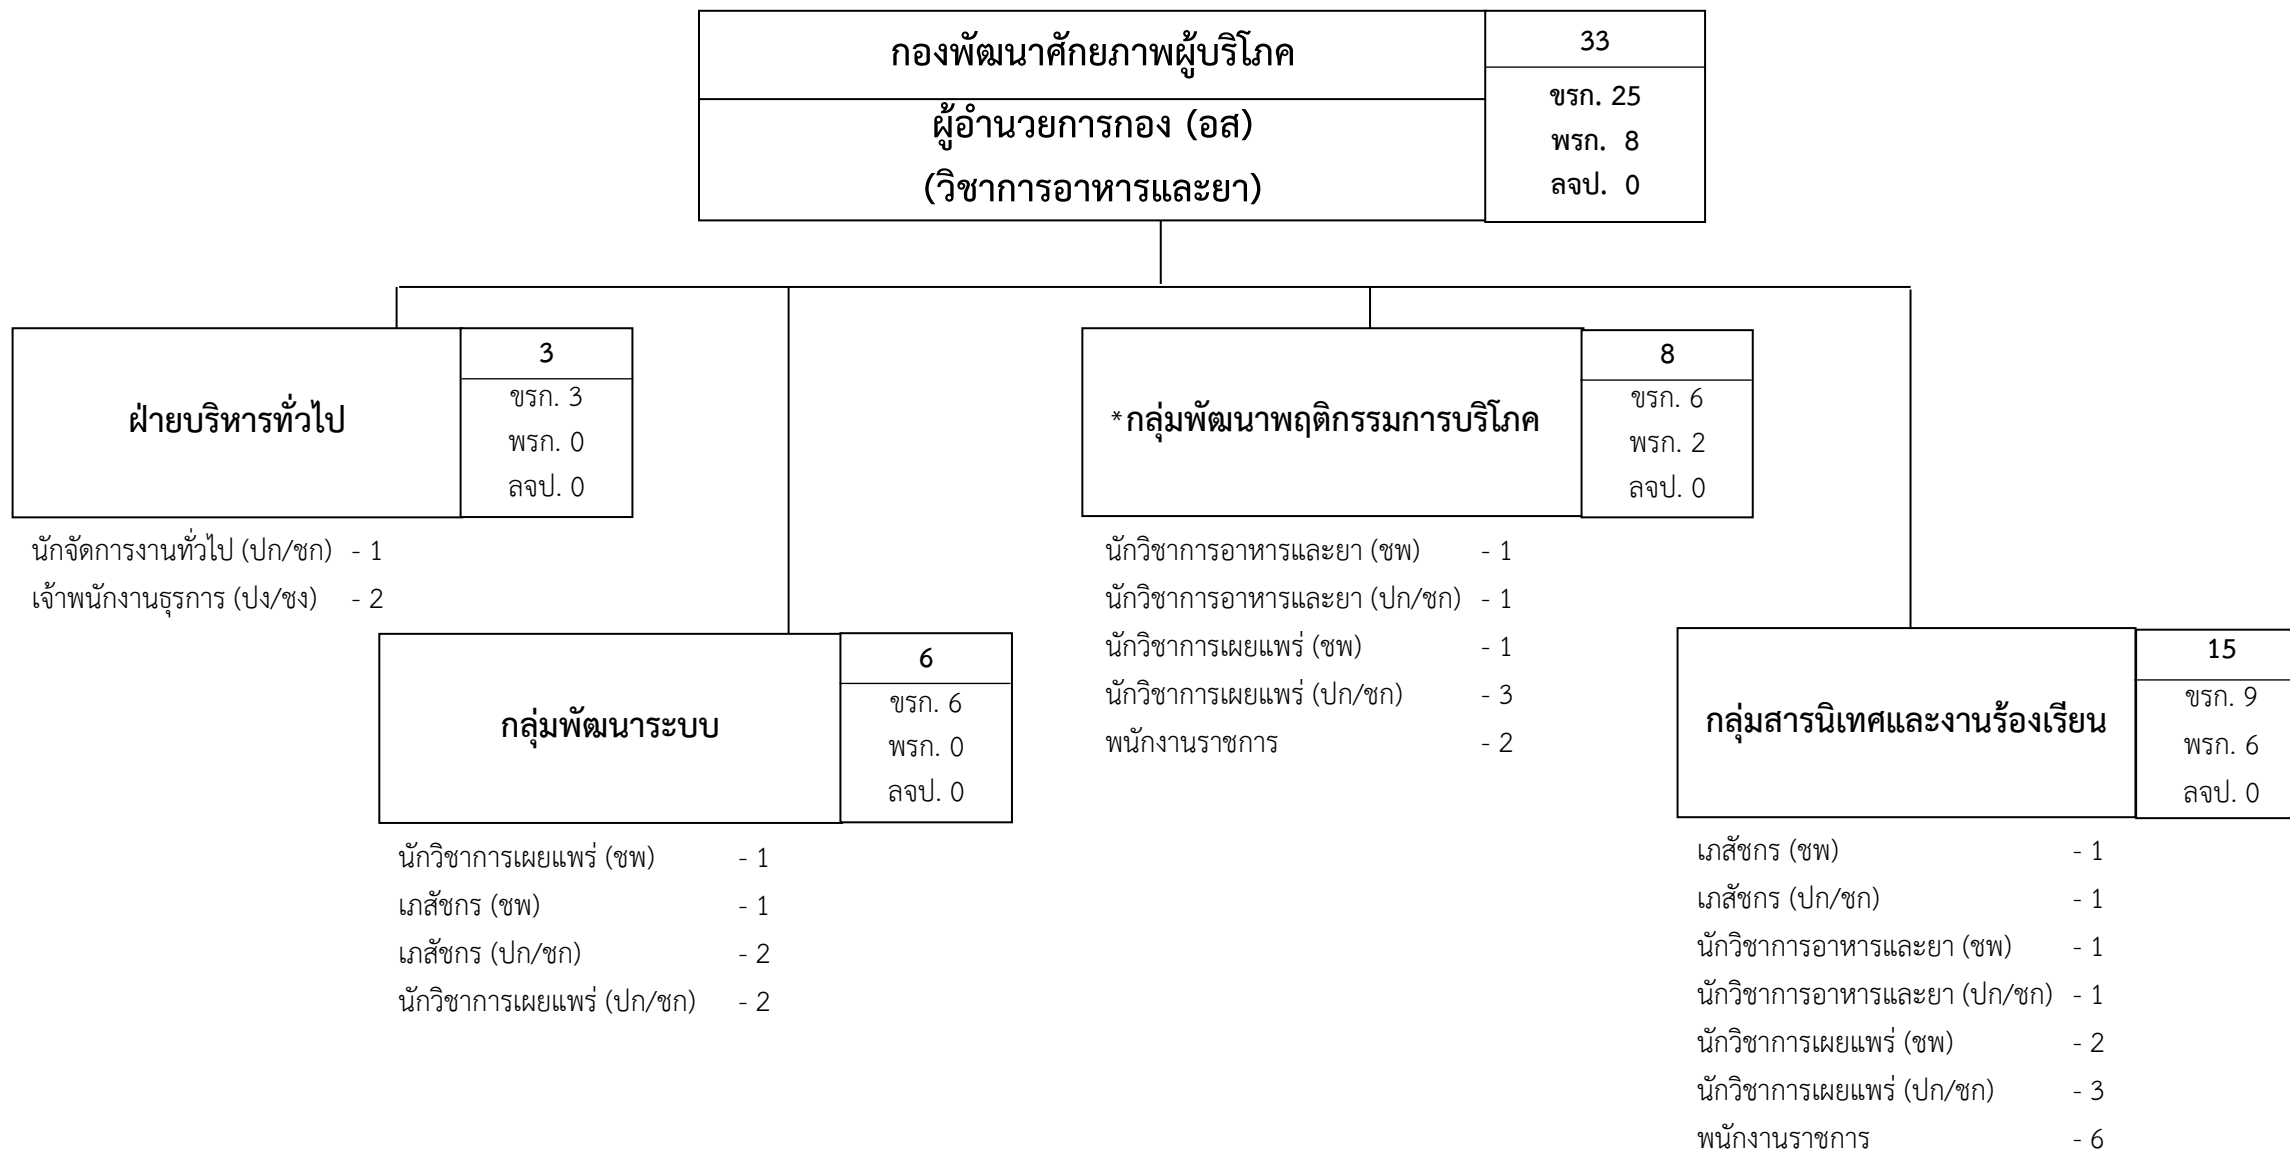 กองพัฒนาศักยภาพผู้บริโภค
ผู้อำนวยการกอง (อส)
(วิชาการอาหารและยา)
33
ขรก. 25
พรก. 8
ลจป. 0
ฝ่ายบริหารทั่วไป
3
ขรก. 3
พรก. 0
ลจป. 0
นักจัดการงานทั่วไป (ปก/ชก) - 1
เจ้าพนักงานธุรการ (ปง/ชง) - 2
กลุ่มพัฒนาระบบ
6
ขรก. 6
พรก. 0
ลจป. 0
นักวิชาการเผยแพร่ (ชพ) - 1
เภสัชกร (ชพ) - 1
เภสัชกร (ปก/ชก) - 2
นักวิชาการเผยแพร่ (ปก/ชก) - 2
*กลุ่มพัฒนาพฤติกรรมการบริโภค
8
ขรก. 6
พรก. 2
ลจป. 0
นักวิชาการอาหารและยา (ชพ) - 1
นักวิชาการอาหารและยา (ปก/ชก) - 1
นักวิชาการเผยแพร่ (ชพ) - 1
นักวิชาการเผยแพร่ (ปก/ชก) - 3
พนักงานราชการ - 2
กลุ่มสารนิเทศและงานร้องเรียน
15
ขรก. 9
พรก. 6
ลจป. 0
เภสัชกร (ชพ) - 1
เภสัชกร (ปก/ชก) - 1
นักวิชาการอาหารและยา (ชพ) - 1
นักวิชาการอาหารและยา (ปก/ชก) - 1
นักวิชาการเผยแพร่ (ชพ) - 2
นักวิชาการเผยแพร่ (ปก/ชก) - 3
พนักงานราชการ - 6